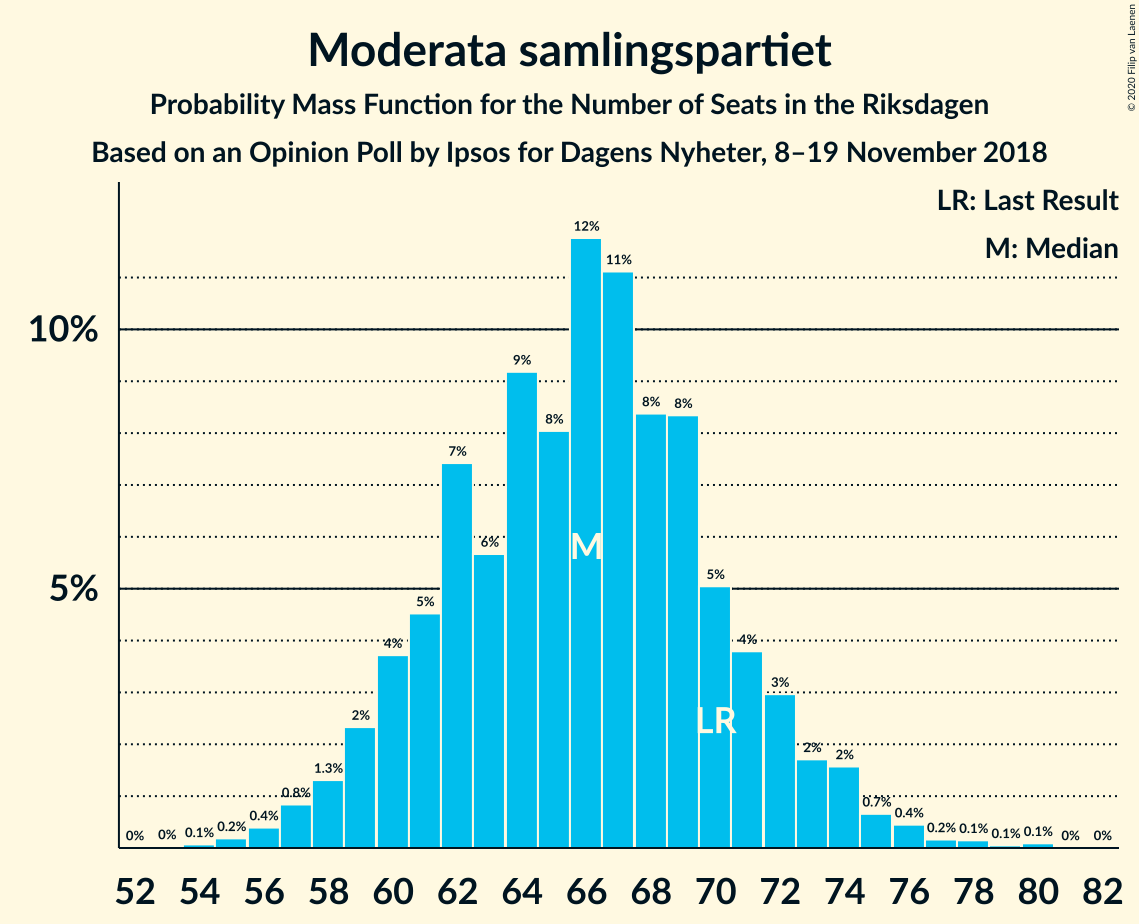 Moderata samlingspartiet
Probability Mass Function for the Number of Seats in the Riksdagen
Based on an Opinion Poll by Ipsos for Dagens Nyheter, 8–19 November 2018
© 2020 Filip van Laenen
LR: Last Result
M: Median
10%
5%
0% 0% 0.1% 0.2% 0.4% 0.8% 1.3% 2% 4% 5% 7% 6% 9% 8% 12% 11% 8% 8% 5% 4% 3% 2% 2% 0.7% 0.4% 0.2% 0.1% 0.1% 0.1% 0% 0%
M
LR
52 54 56 58 60 62 64 66 68 70 72 74 76 78 80 82